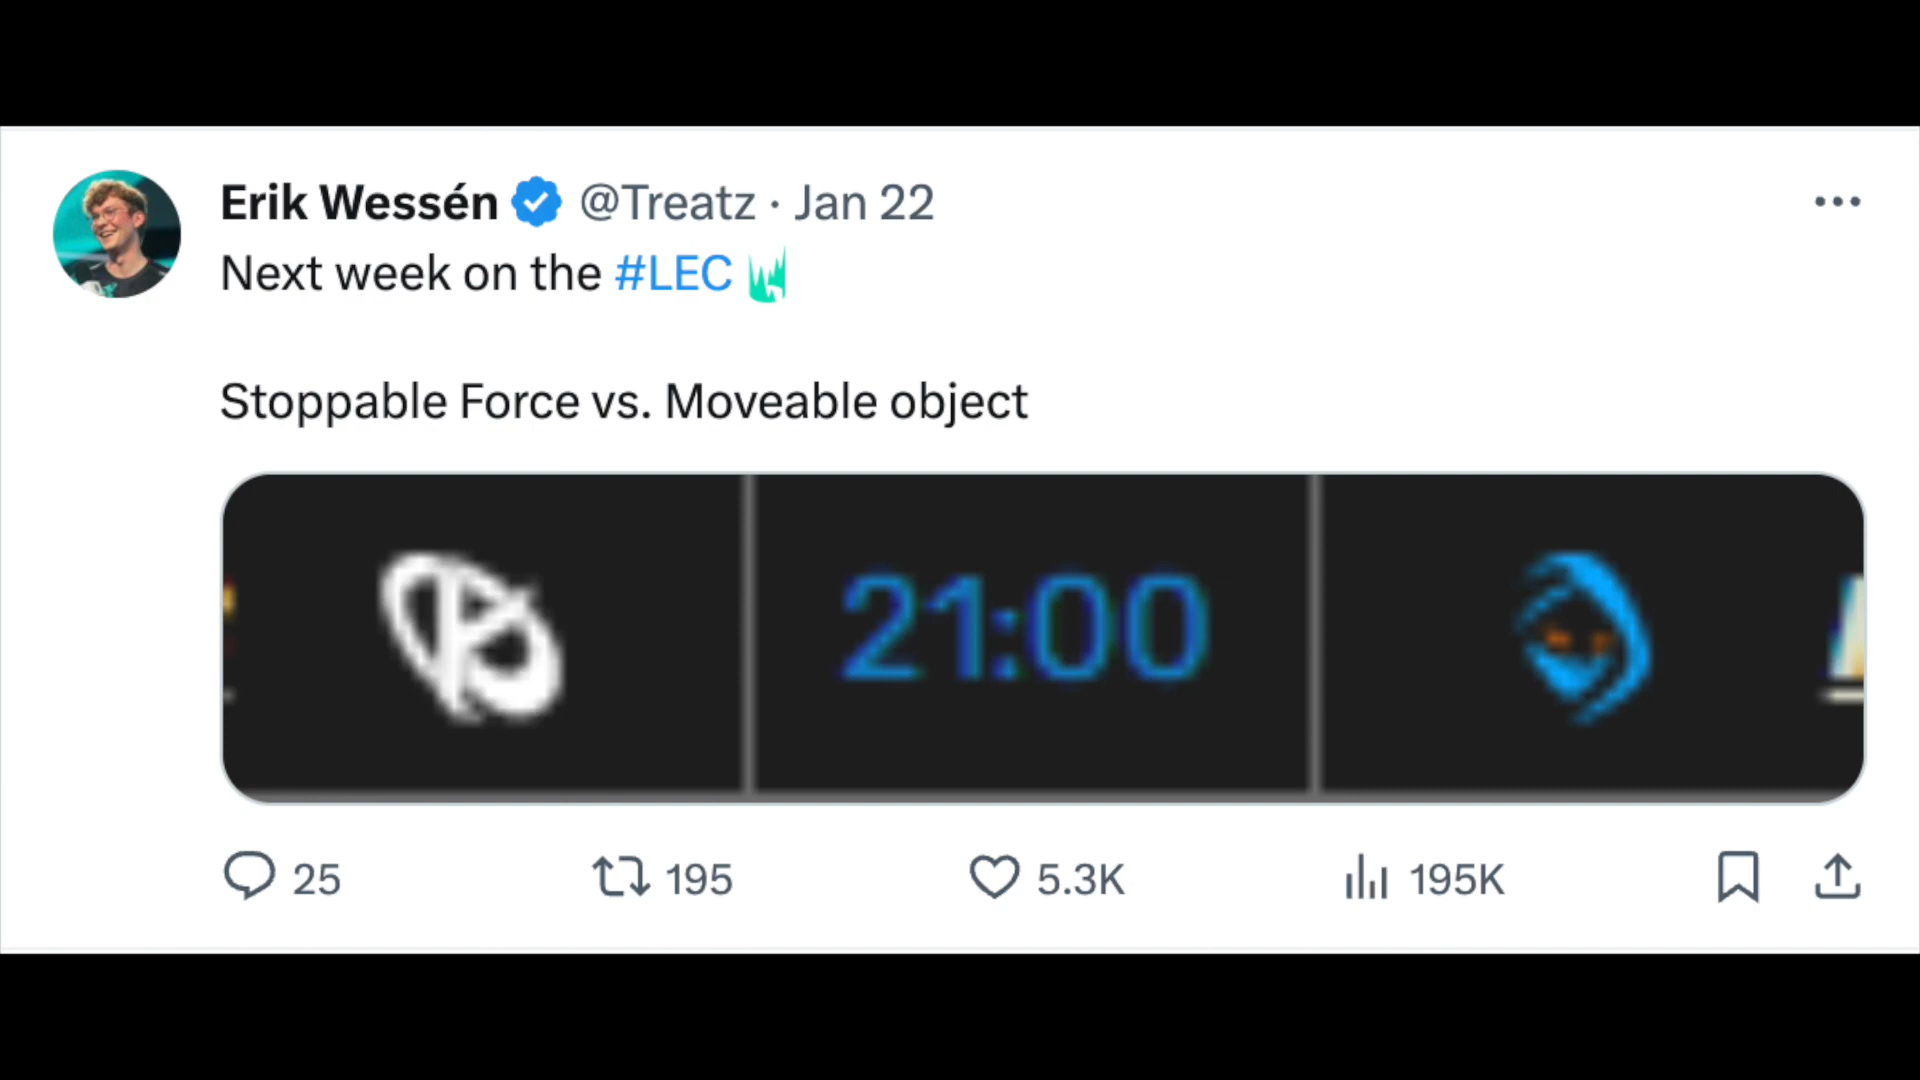 Erik Wessén @Treatz · Jan 22
Next week on the #LEC
Stoppable Force vs. Moveable object
21:00
25 195 5.3K 195K